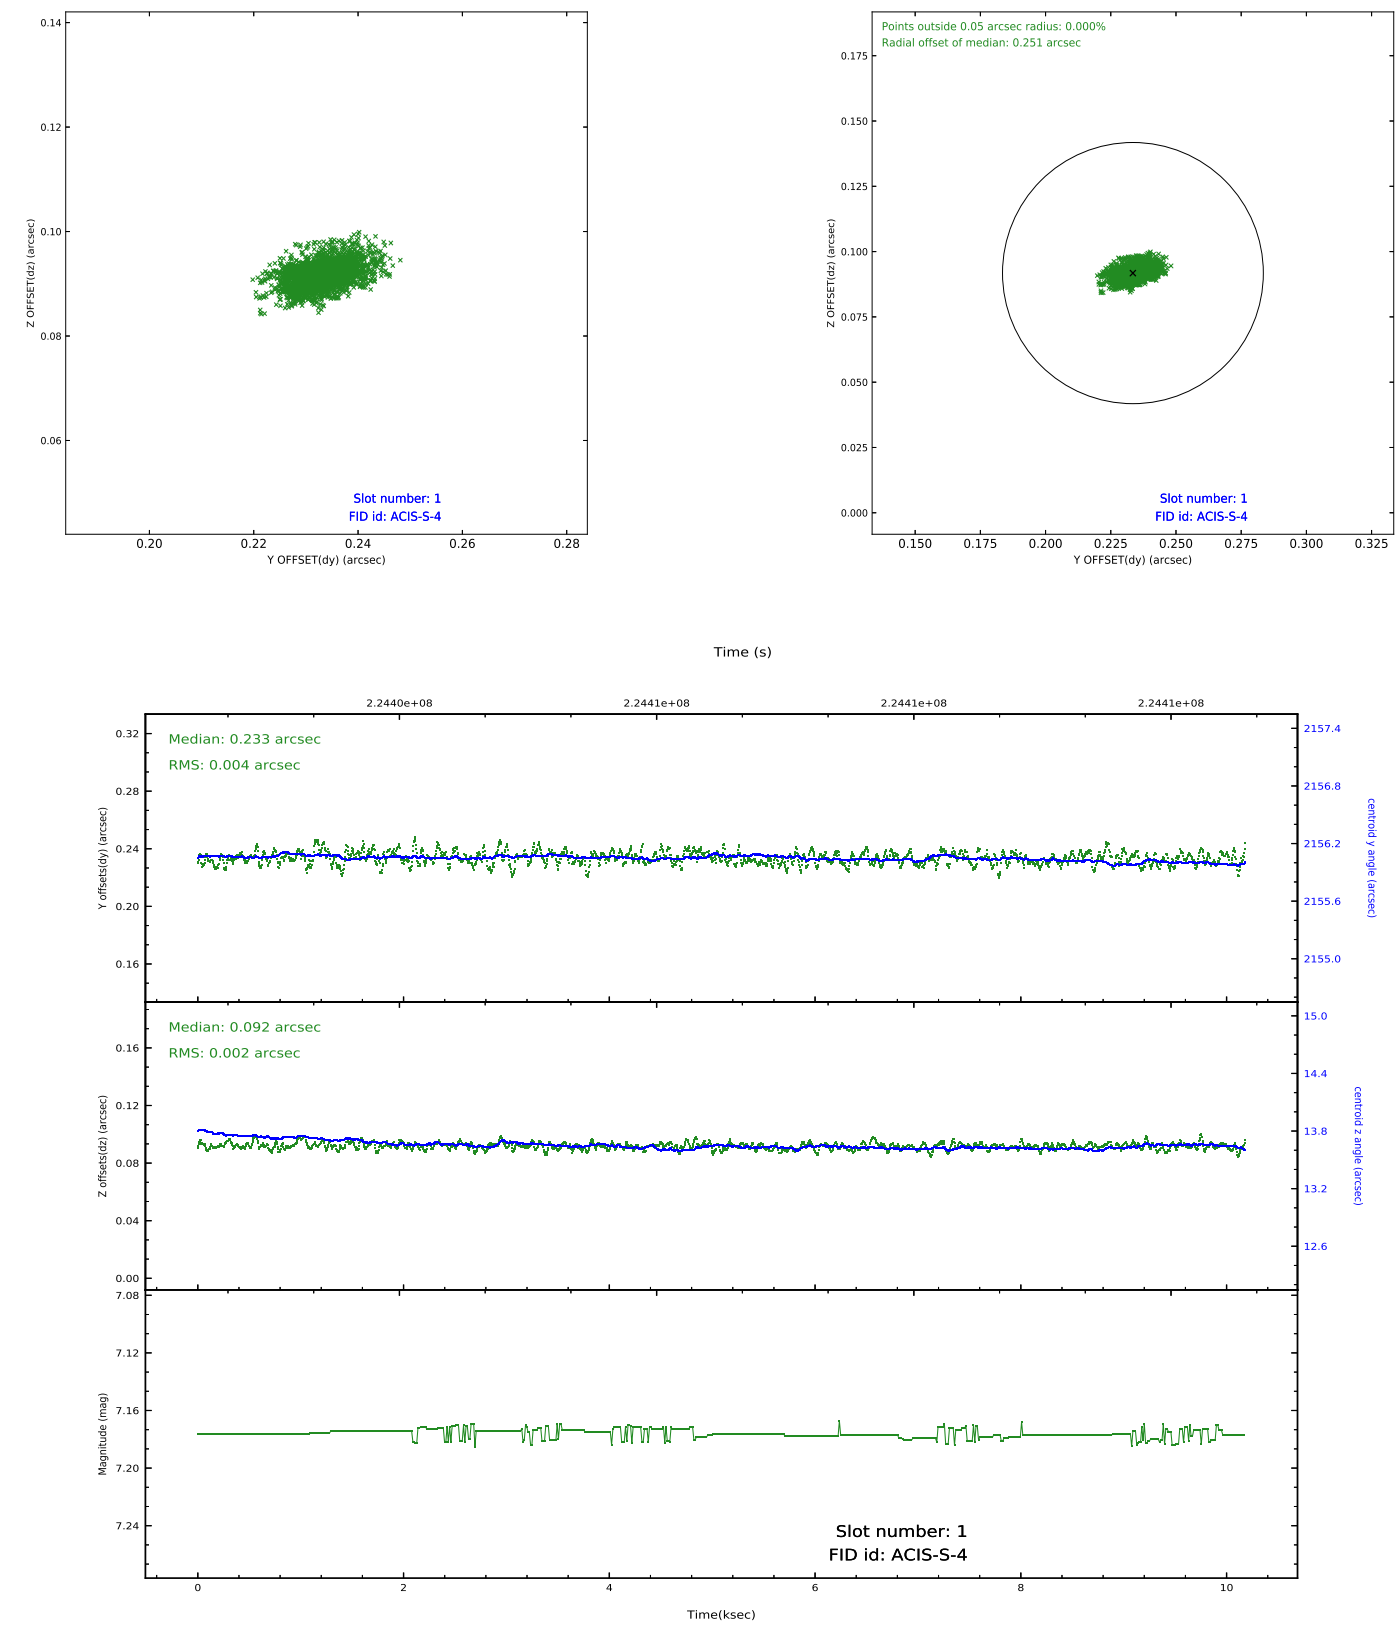 0.14
0.12
0.10
0.08
0.06
Z OFFSET(dz) (arcsec)
Slot number: 1
FID id: ACIS-S-4
0.20 0.22 0.24 0.26 0.28
Y OFFSET(dy) (arcsec)
Points outside 0.05 arcsec radius: 0.000%
Radial offset of median: 0.251 arcsec
0.175
0.150
0.125
0.100
0.075
0.050
0.025
0.000
Z OFFSET(dz) (arcsec)
Slot number: 1
FID id: ACIS-S-4
0.150 0.175 0.200 0.225 0.250 0.275 0.300 0.325
Y OFFSET(dy) (arcsec)
Time (s)
2.2440e+08 2.2441e+08 2.2441e+08 2.2441e+08
Median: 0.233 arcsec
RMS: 0.004 arcsec
0.32
0.28
0.24
0.20
0.16
Y offsets(dy) (arcsec)
2157.4
2156.8
2156.2
2155.6
2155.0
centroid y angle (arcsec)
Median: 0.092 arcsec
RMS: 0.002 arcsec
0.16
0.12
0.08
0.04
0.00
Z offsets(dz) (arcsec)
15.0
14.4
13.8
13.2
12.6
centroid z angle (arcsec)
7.08
7.12
7.16
7.20
7.24
Magnitude (mag)
Slot number: 1
FID id: ACIS-S-4
0 2 4 6 8 10
Time(ksec)